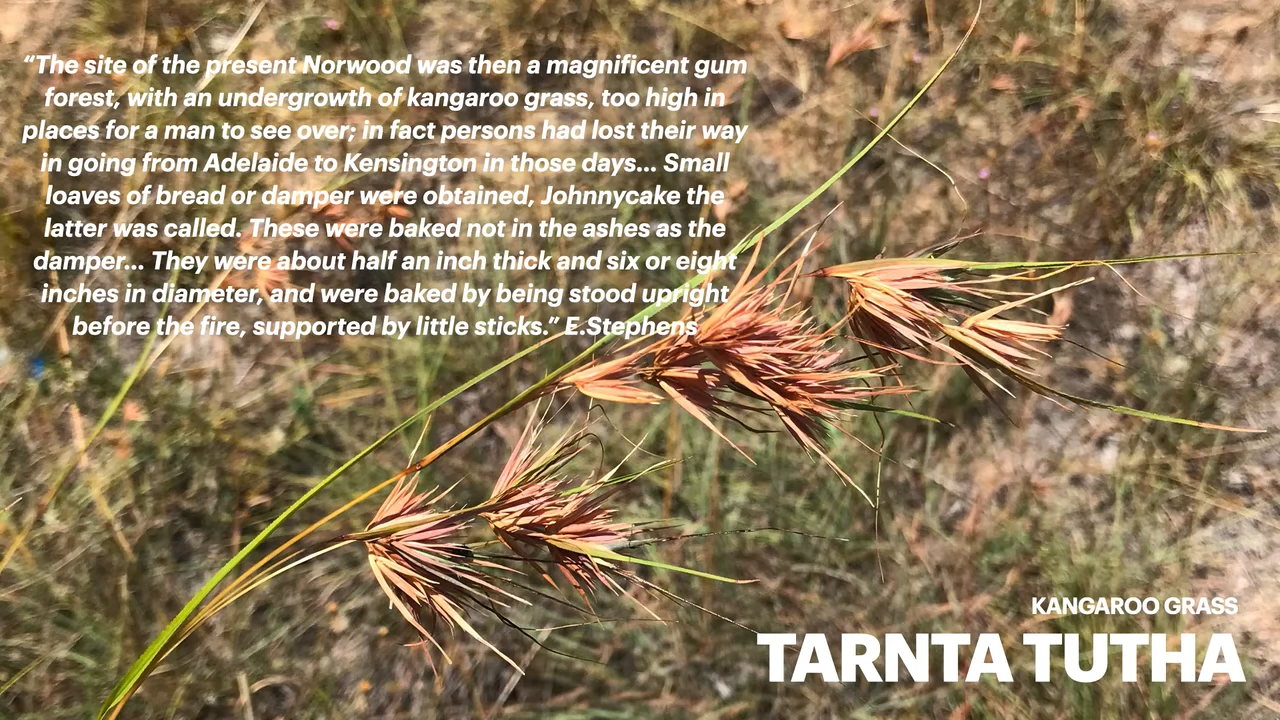 “The site of the present Norwood was then a magnificent gum
forest, with an undergrowth of kangaroo grass, too high in
places for a man to see over; in fact persons had lost their way
in going from Adelaide to Kensington in those days... Small
loaves of bread or damper were obtained, Johnnycake the
latter was called. These were baked not in the ashes as the
damper... They were about half an inch thick and six or eight
inches in diameter, and were baked by being stood upright
before the fire, supported by little sticks.” E.Stephens
KANGAROO GRASS
TARNTA TUTHA